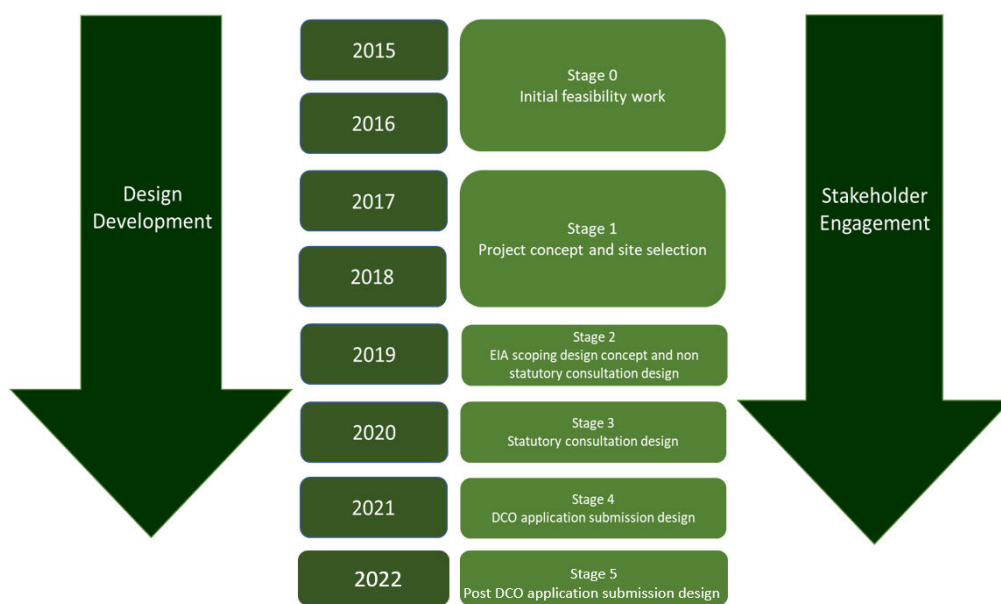 Design
Development
2015
2016
2017
2018
2019
2020
2021
2022
Stage 0
Initial feasibility work
Stage 1
Project concept and site selection
Stage 2
EIA scoping design concept and non
statutory consultation design
Stage 3
Statutory consultation design
Stage 4
DCO application submission design
Stage 5
Post DCO application submission design
Stakeholder
Engagement